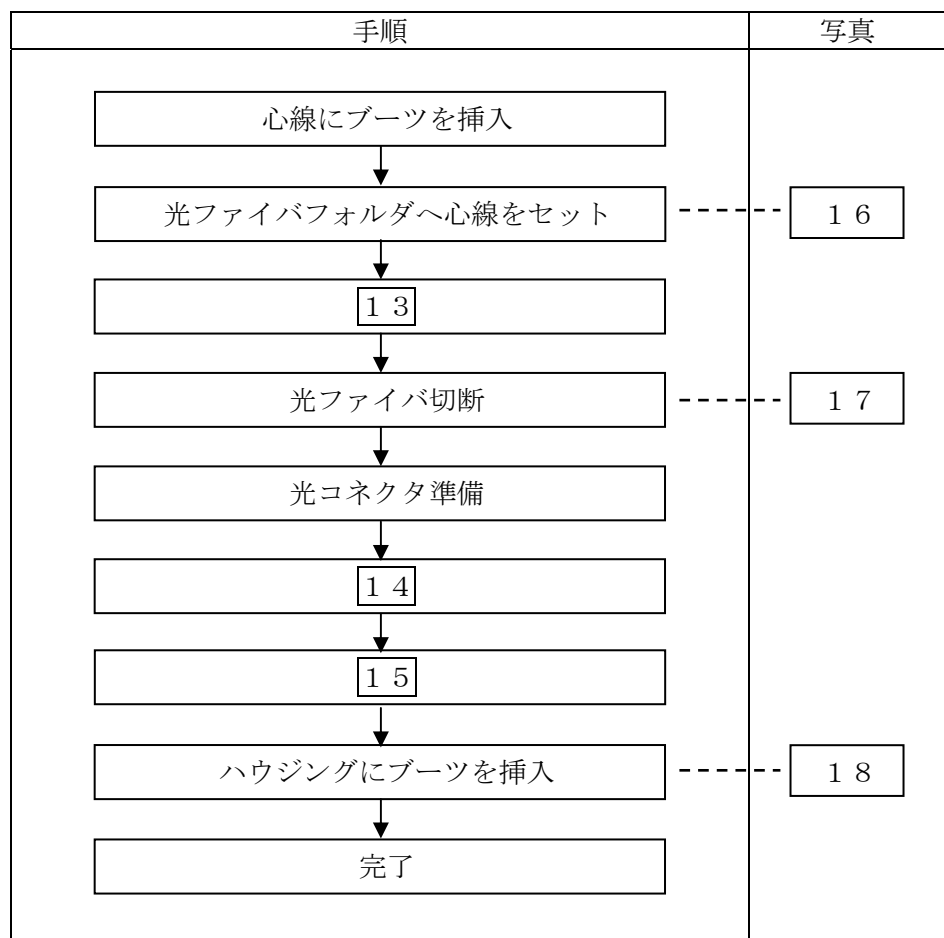 手順 写真
心線にブーツを挿入
光ファイバフォルダへ心線をセット １６
１３
光ファイバ切断 １７
光コネクタ準備
１４
１５
ハウジングにブーツを挿入 １８
完了